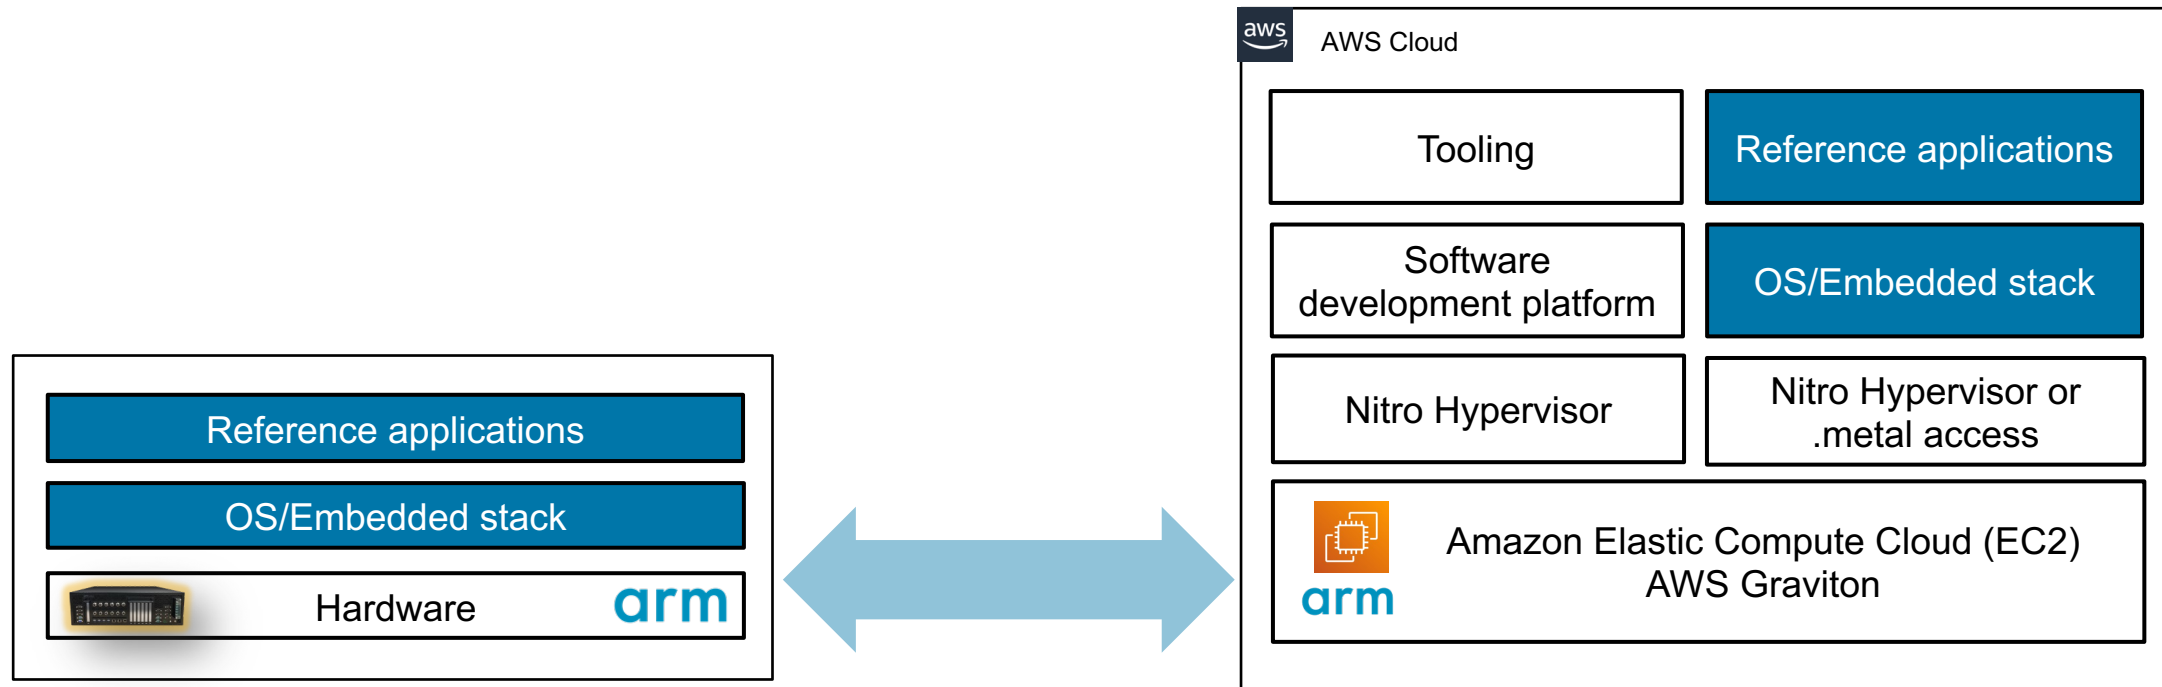 aws
AWS Cloud
Tooling
Reference applications
Software
development platform
OS/Embedded stack
Nitro Hypervisor
Nitro Hypervisor or
.metal access
Amazon Elastic Compute Cloud (EC2)
AWS Graviton
arm
Reference applications
OS/Embedded stack
Hardware
arm